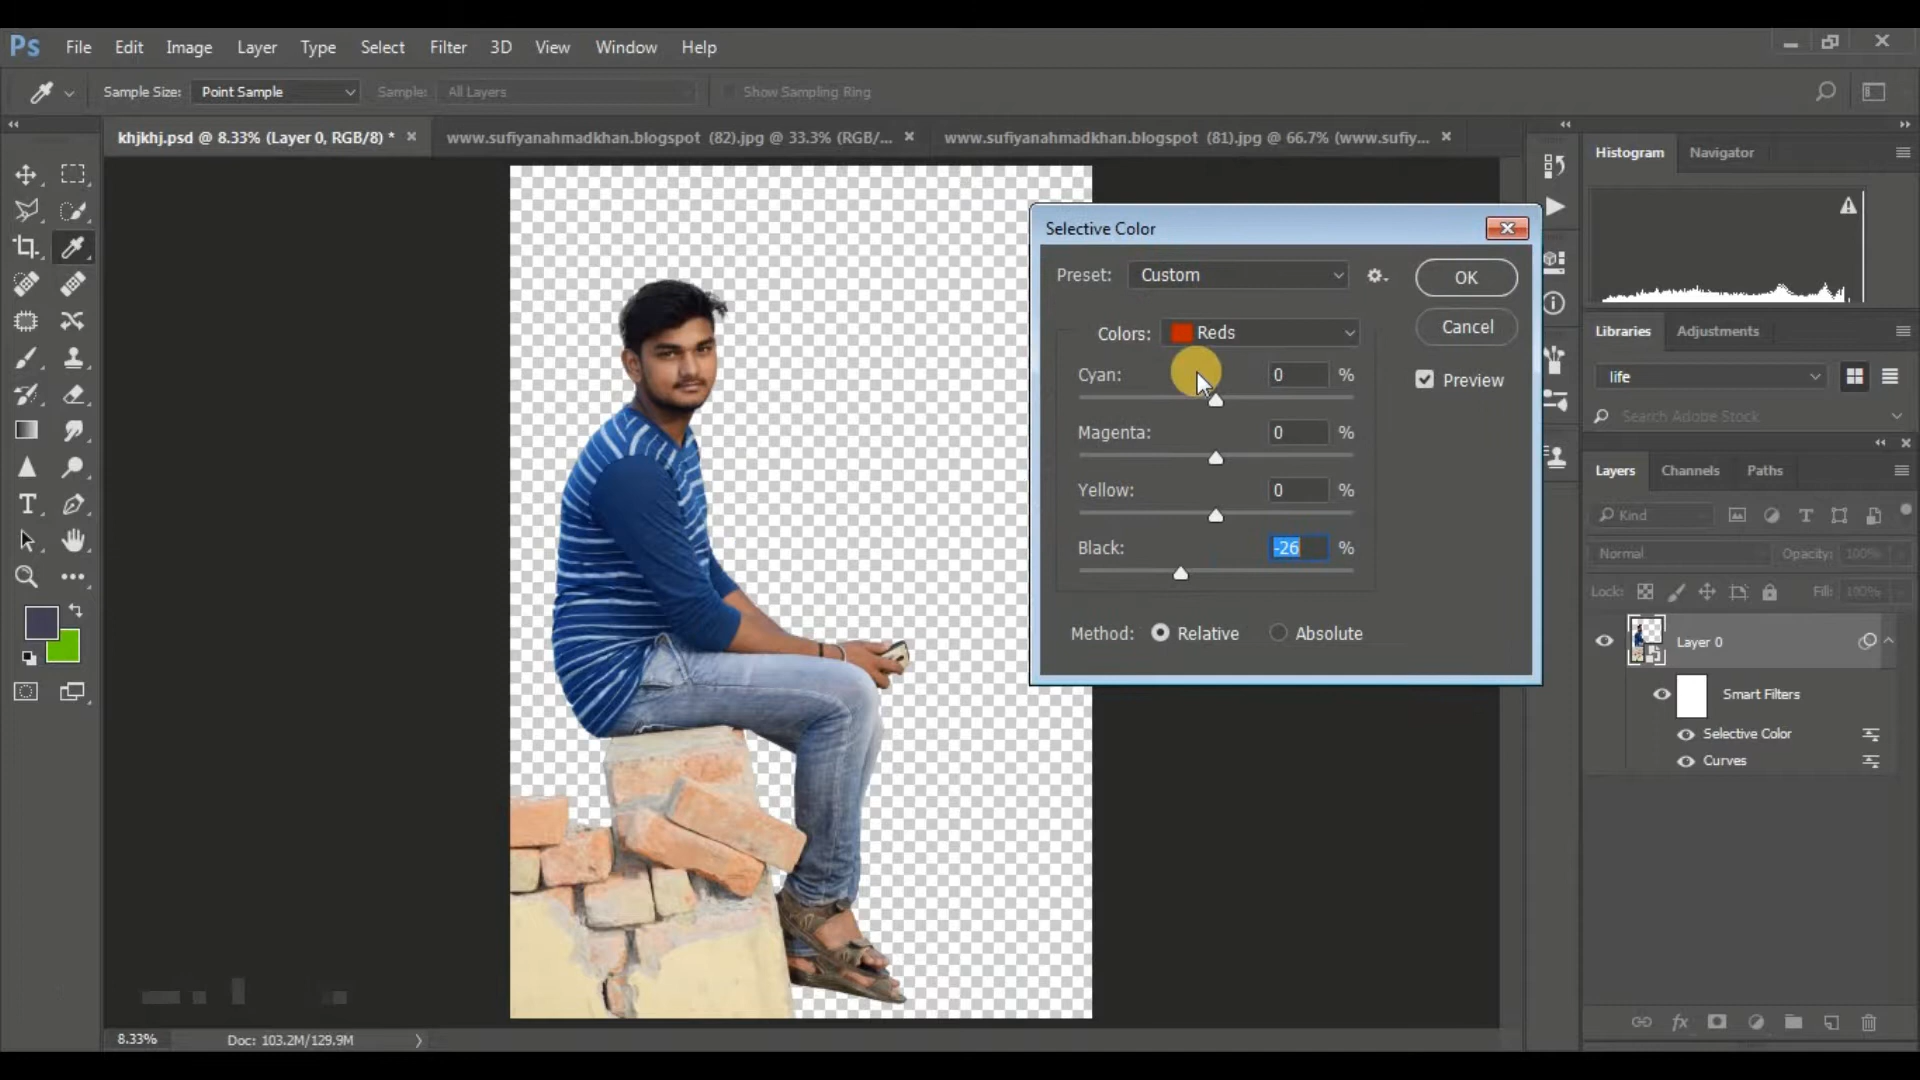 Ps File Edit Image Layer Type Select Filter 3D View Window Help
Sample Size: Point Sample Sample: All Layers Show Sampling Ring
khjkhj.psd @ 8.33% (Layer 0, RGB/8) * www.sufiyanahmadkhan.blogspot (82).jpg @ 33.3% (RGB/... www.sufiyanahmadkhan.blogspot (81).jpg @ 66.7% (www.sufiy...
Histogram Navigator
Selective Color
Preset: Custom OK
Colors: Reds Cancel
Cyan: 0 % Preview
Magenta: 0 %
Yellow: 0 %
Black: -26 %
Method: Relative Absolute
Libraries Adjustments
life
Search Adobe Stock
Layers Channels Paths
Kind
Normal Opacity: 100%
Lock: Fill: 100%
Layer 0
Smart Filters
Selective Color
Curves
fx
8.33% Doc: 103.2M/129.9M